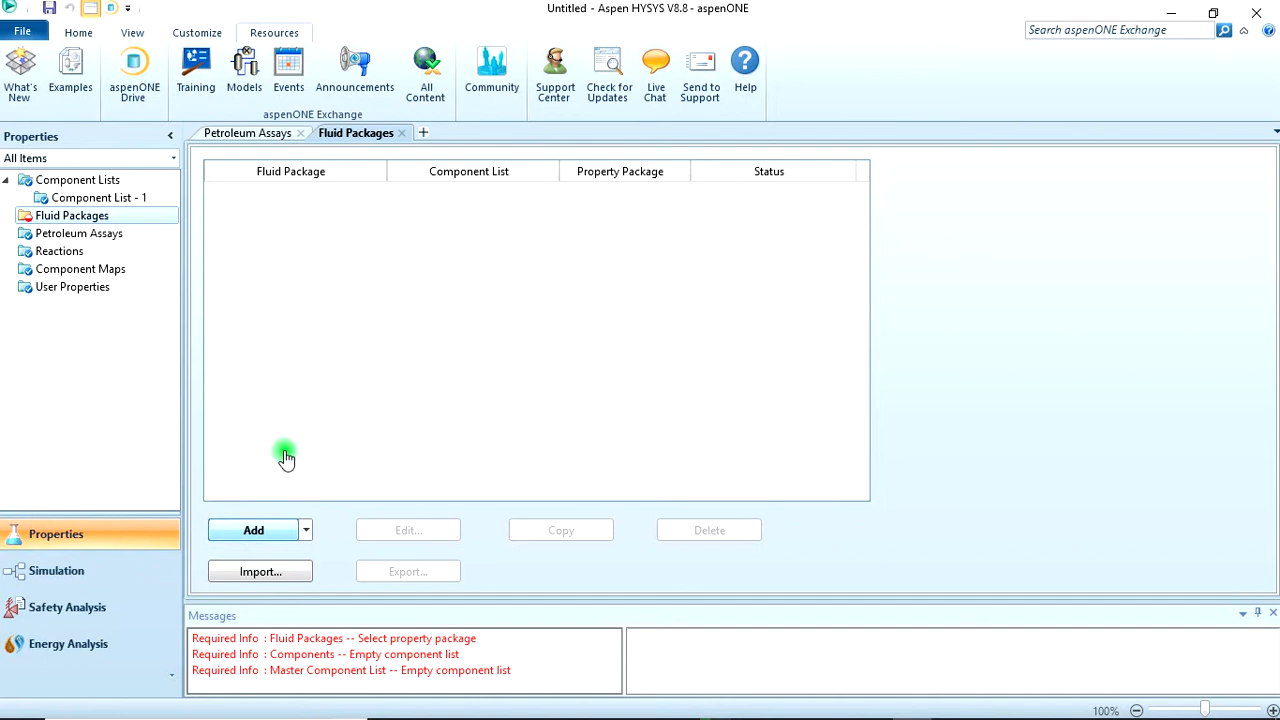 Untitled - Aspen HYSYS V8.8 - aspenONE
File
Home
View
Customize
Resources
Search aspenONE Exchange
What's New
Examples
aspenONE Drive
Training
Models
Events
Announcements
All Content
Community
Support Center
Check for Updates
Live Chat
Send to Support
Help
aspenONE Exchange
Properties
Petroleum Assays
Fluid Packages
All Items
Component Lists
Component List - 1
Fluid Packages
Petroleum Assays
Reactions
Component Maps
User Properties
Fluid Package
Component List
Property Package
Status
Add
Edit...
Copy
Delete
Import...
Export...
Properties
Simulation
Safety Analysis
Energy Analysis
Messages
Required Info : Fluid Packages -- Select property package
Required Info : Components -- Empty component list
Required Info : Master Component List -- Empty component list
100%